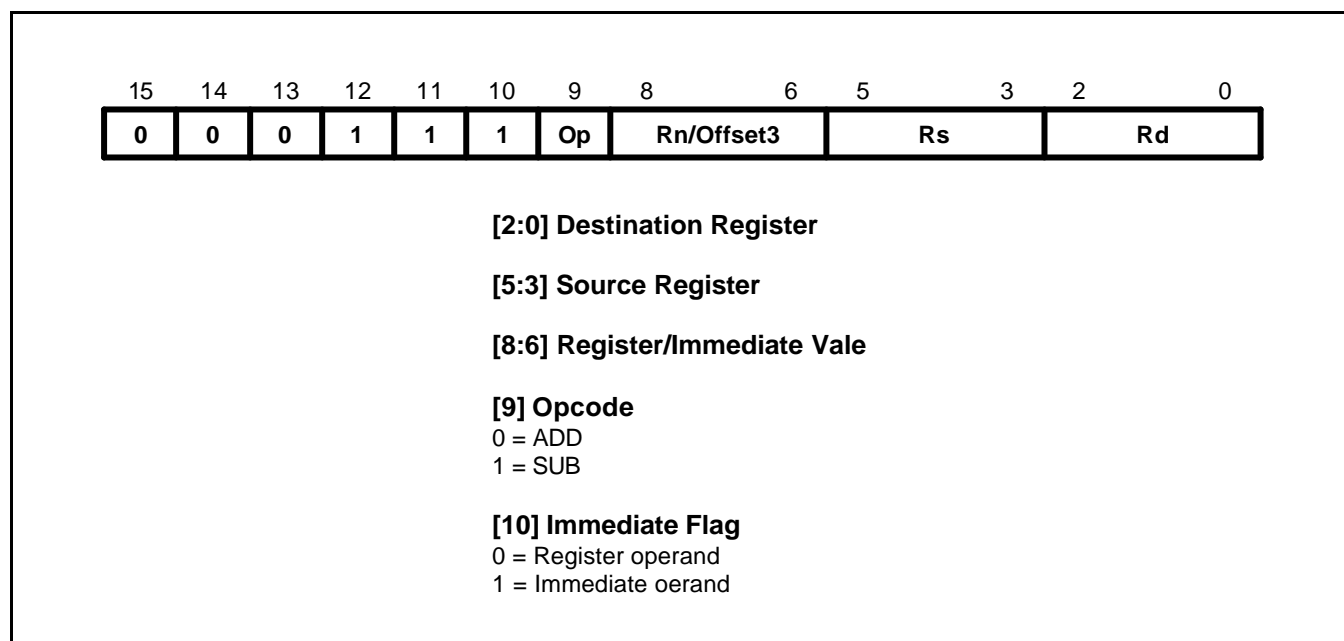 15 14 13 12 11 10 9 8 6 5 3 2 0
0 0 0 1 1 1 Op Rn/Offset3 Rs Rd
[2:0] Destination Register
[5:3] Source Register
[8:6] Register/Immediate Vale
[9] Opcode
0 = ADD
1 = SUB
[10] Immediate Flag
0 = Register operand
1 = Immediate oerand